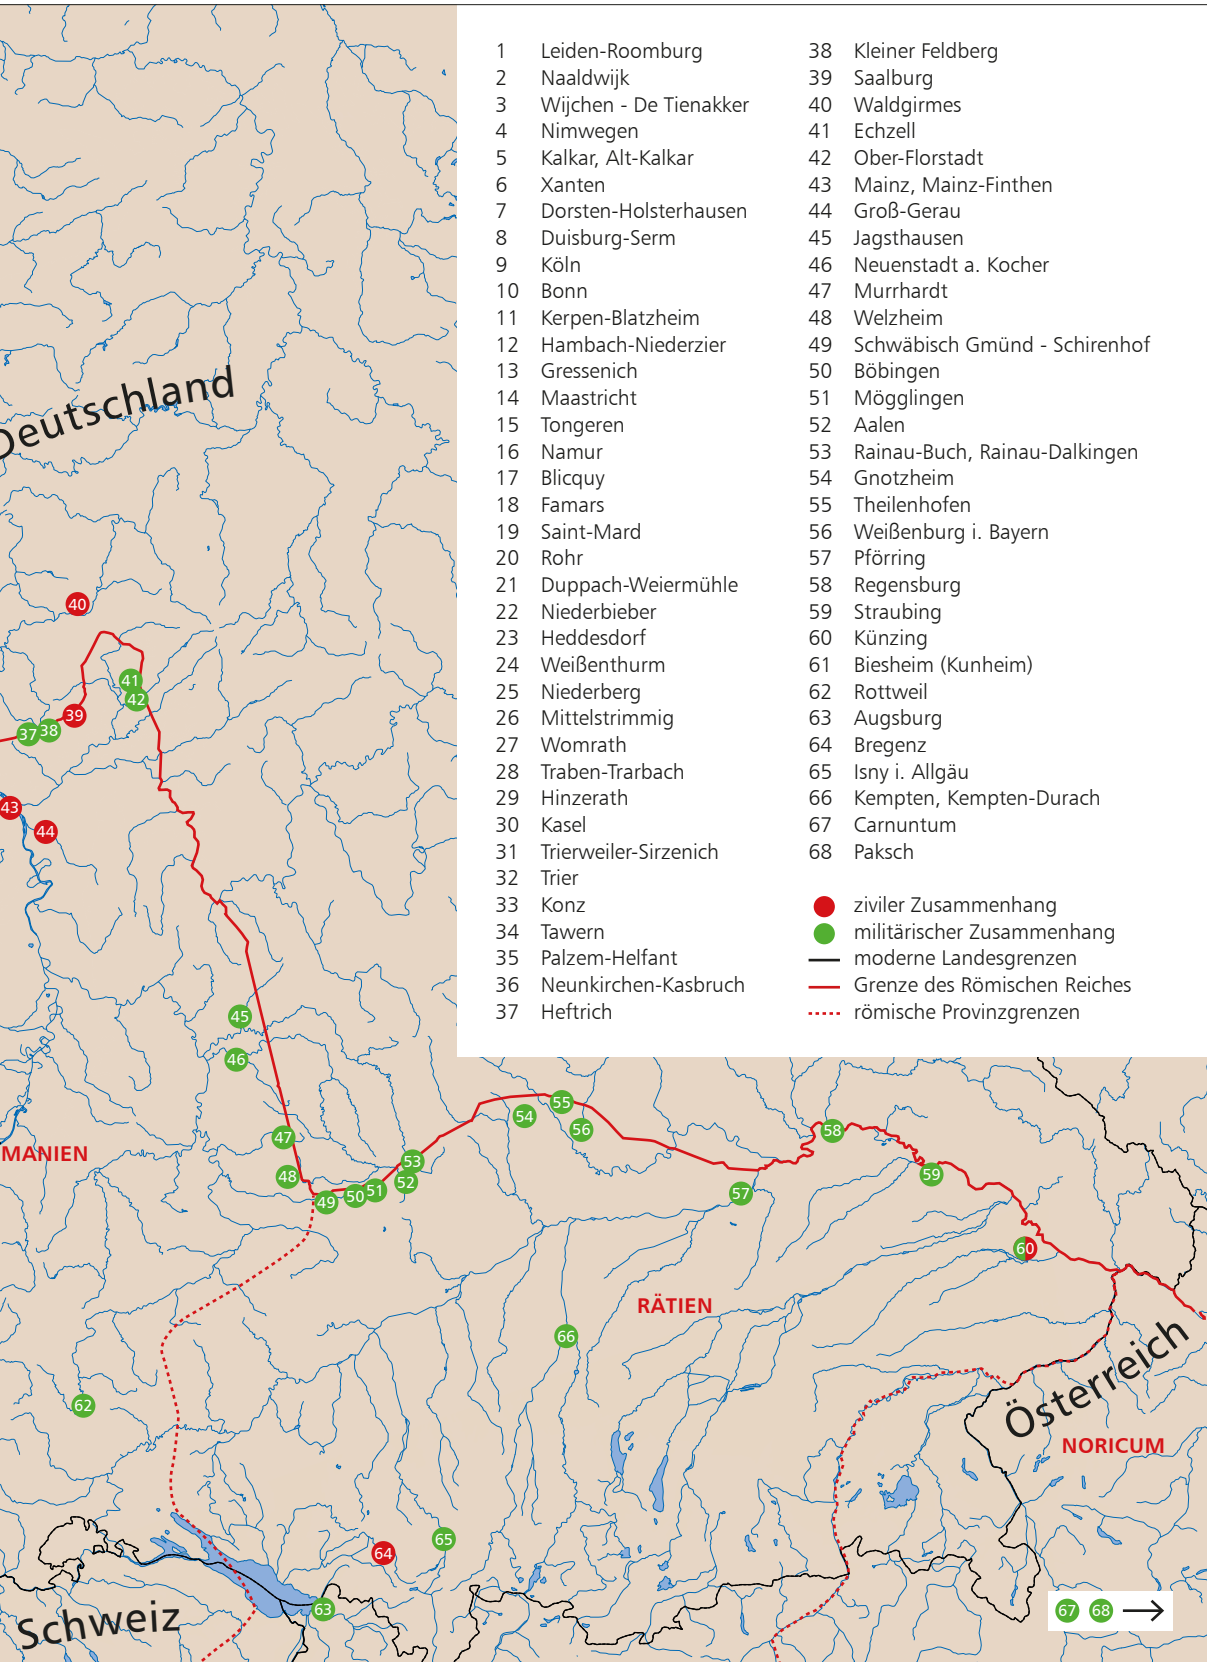 1 Leiden-Roomburg
2 Naaldwijk
3 Wijchen - De Tienakker
4 Nimwegen
5 Kalkar, Alt-Kalkar
6 Xanten
7 Dorsten-Holsterhausen
8 Duisburg-Serm
9 Köln
10 Bonn
11 Kerpen-Blatzheim
12 Hambach-Niederzier
13 Gressenich
14 Maastricht
15 Tongeren
16 Namur
17 Blicquy
18 Famars
19 Saint-Mard
20 Rohr
21 Duppach-Weiermühle
22 Niederbieber
23 Heddesdorf
24 Weißenthurm
25 Niederberg
26 Mittelstrimmig
27 Womrath
28 Traben-Trarbach
29 Hinzerath
30 Kasel
31 Trierweiler-Sirzenich
32 Trier
33 Konz
34 Tawern
35 Palzem-Helfant
36 Neunkirchen-Kasbruch
37 Heftrich
38 Kleiner Feldberg
39 Saalburg
40 Waldgirmes
41 Echzell
42 Ober-Florstadt
43 Mainz, Mainz-Finthen
44 Groß-Gerau
45 Jagsthausen
46 Neuenstadt a. Kocher
47 Murrhardt
48 Welzheim
49 Schwäbisch Gmünd - Schirenhof
50 Böbingen
51 Mögglingen
52 Aalen
53 Rainau-Buch, Rainau-Dalkingen
54 Gnotzheim
55 Theilenhofen
56 Weißenburg i. Bayern
57 Pförring
58 Regensburg
59 Straubing
60 Künzing
61 Biesheim (Kunheim)
62 Rottweil
63 Augsburg
64 Bregenz
65 Isny i. Allgäu
66 Kempten, Kempten-Durach
67 Carnuntum
68 Paksch
ziviler Zusammenhang
militärischer Zusammenhang
moderne Landesgrenzen
Grenze des Römischen Reiches
römische Provinzgrenzen
Deutschland
40
41
42
39
38
37
43
44
45
46
47
48
49
50
51
52
53
54
55
56
57
58
59
60
MANIEN
RÄTIEN
66
62
Österreich
NORICUM
65
64
63
Schweiz
67 68